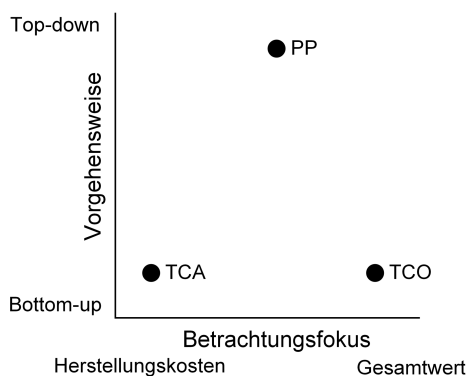 Top-down
PP
Vorgehensweise
TCA
TCO
Bottom-up
Betrachtungsfokus
Herstellungskosten
Gesamtwert